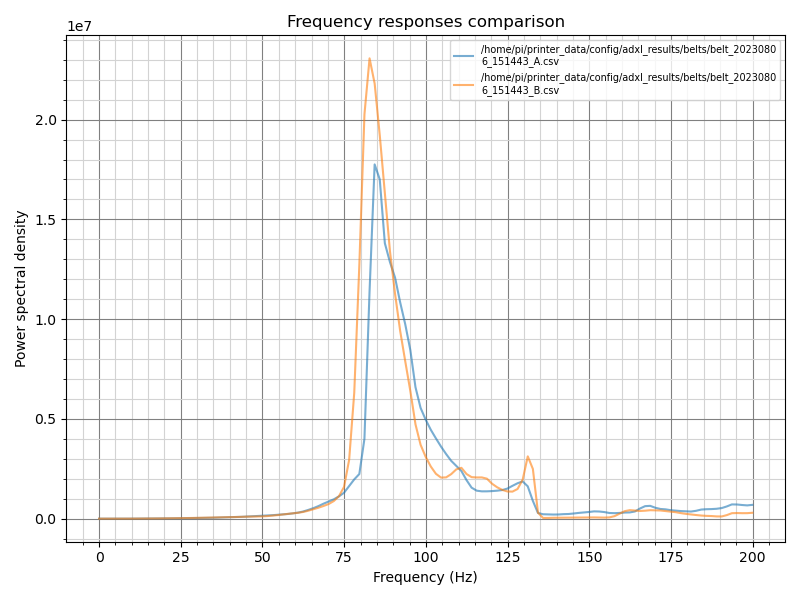 Frequency responses comparison
1e7
/home/pi/printer_data/config/adxl_results/belts/belt_2023080
6_151443_A.csv
/home/pi/printer_data/config/adxl_results/belts/belt_2023080
6_151443_B.csv
Power spectral density
2.0
1.5
1.0
0.5
0.0
0 25 50 75 100 125 150 175 200
Frequency (Hz)